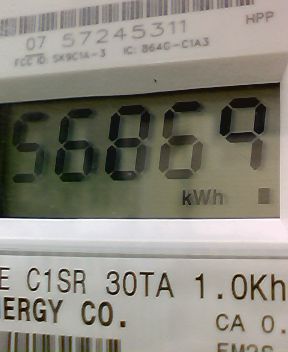 HPP
07 57245311
FCC ID: SK9C1A-3 IC: 864G-C1A3
56869
kWh
E C1SR 30TA 1.0Kh
ERGY CO.
CA 0.